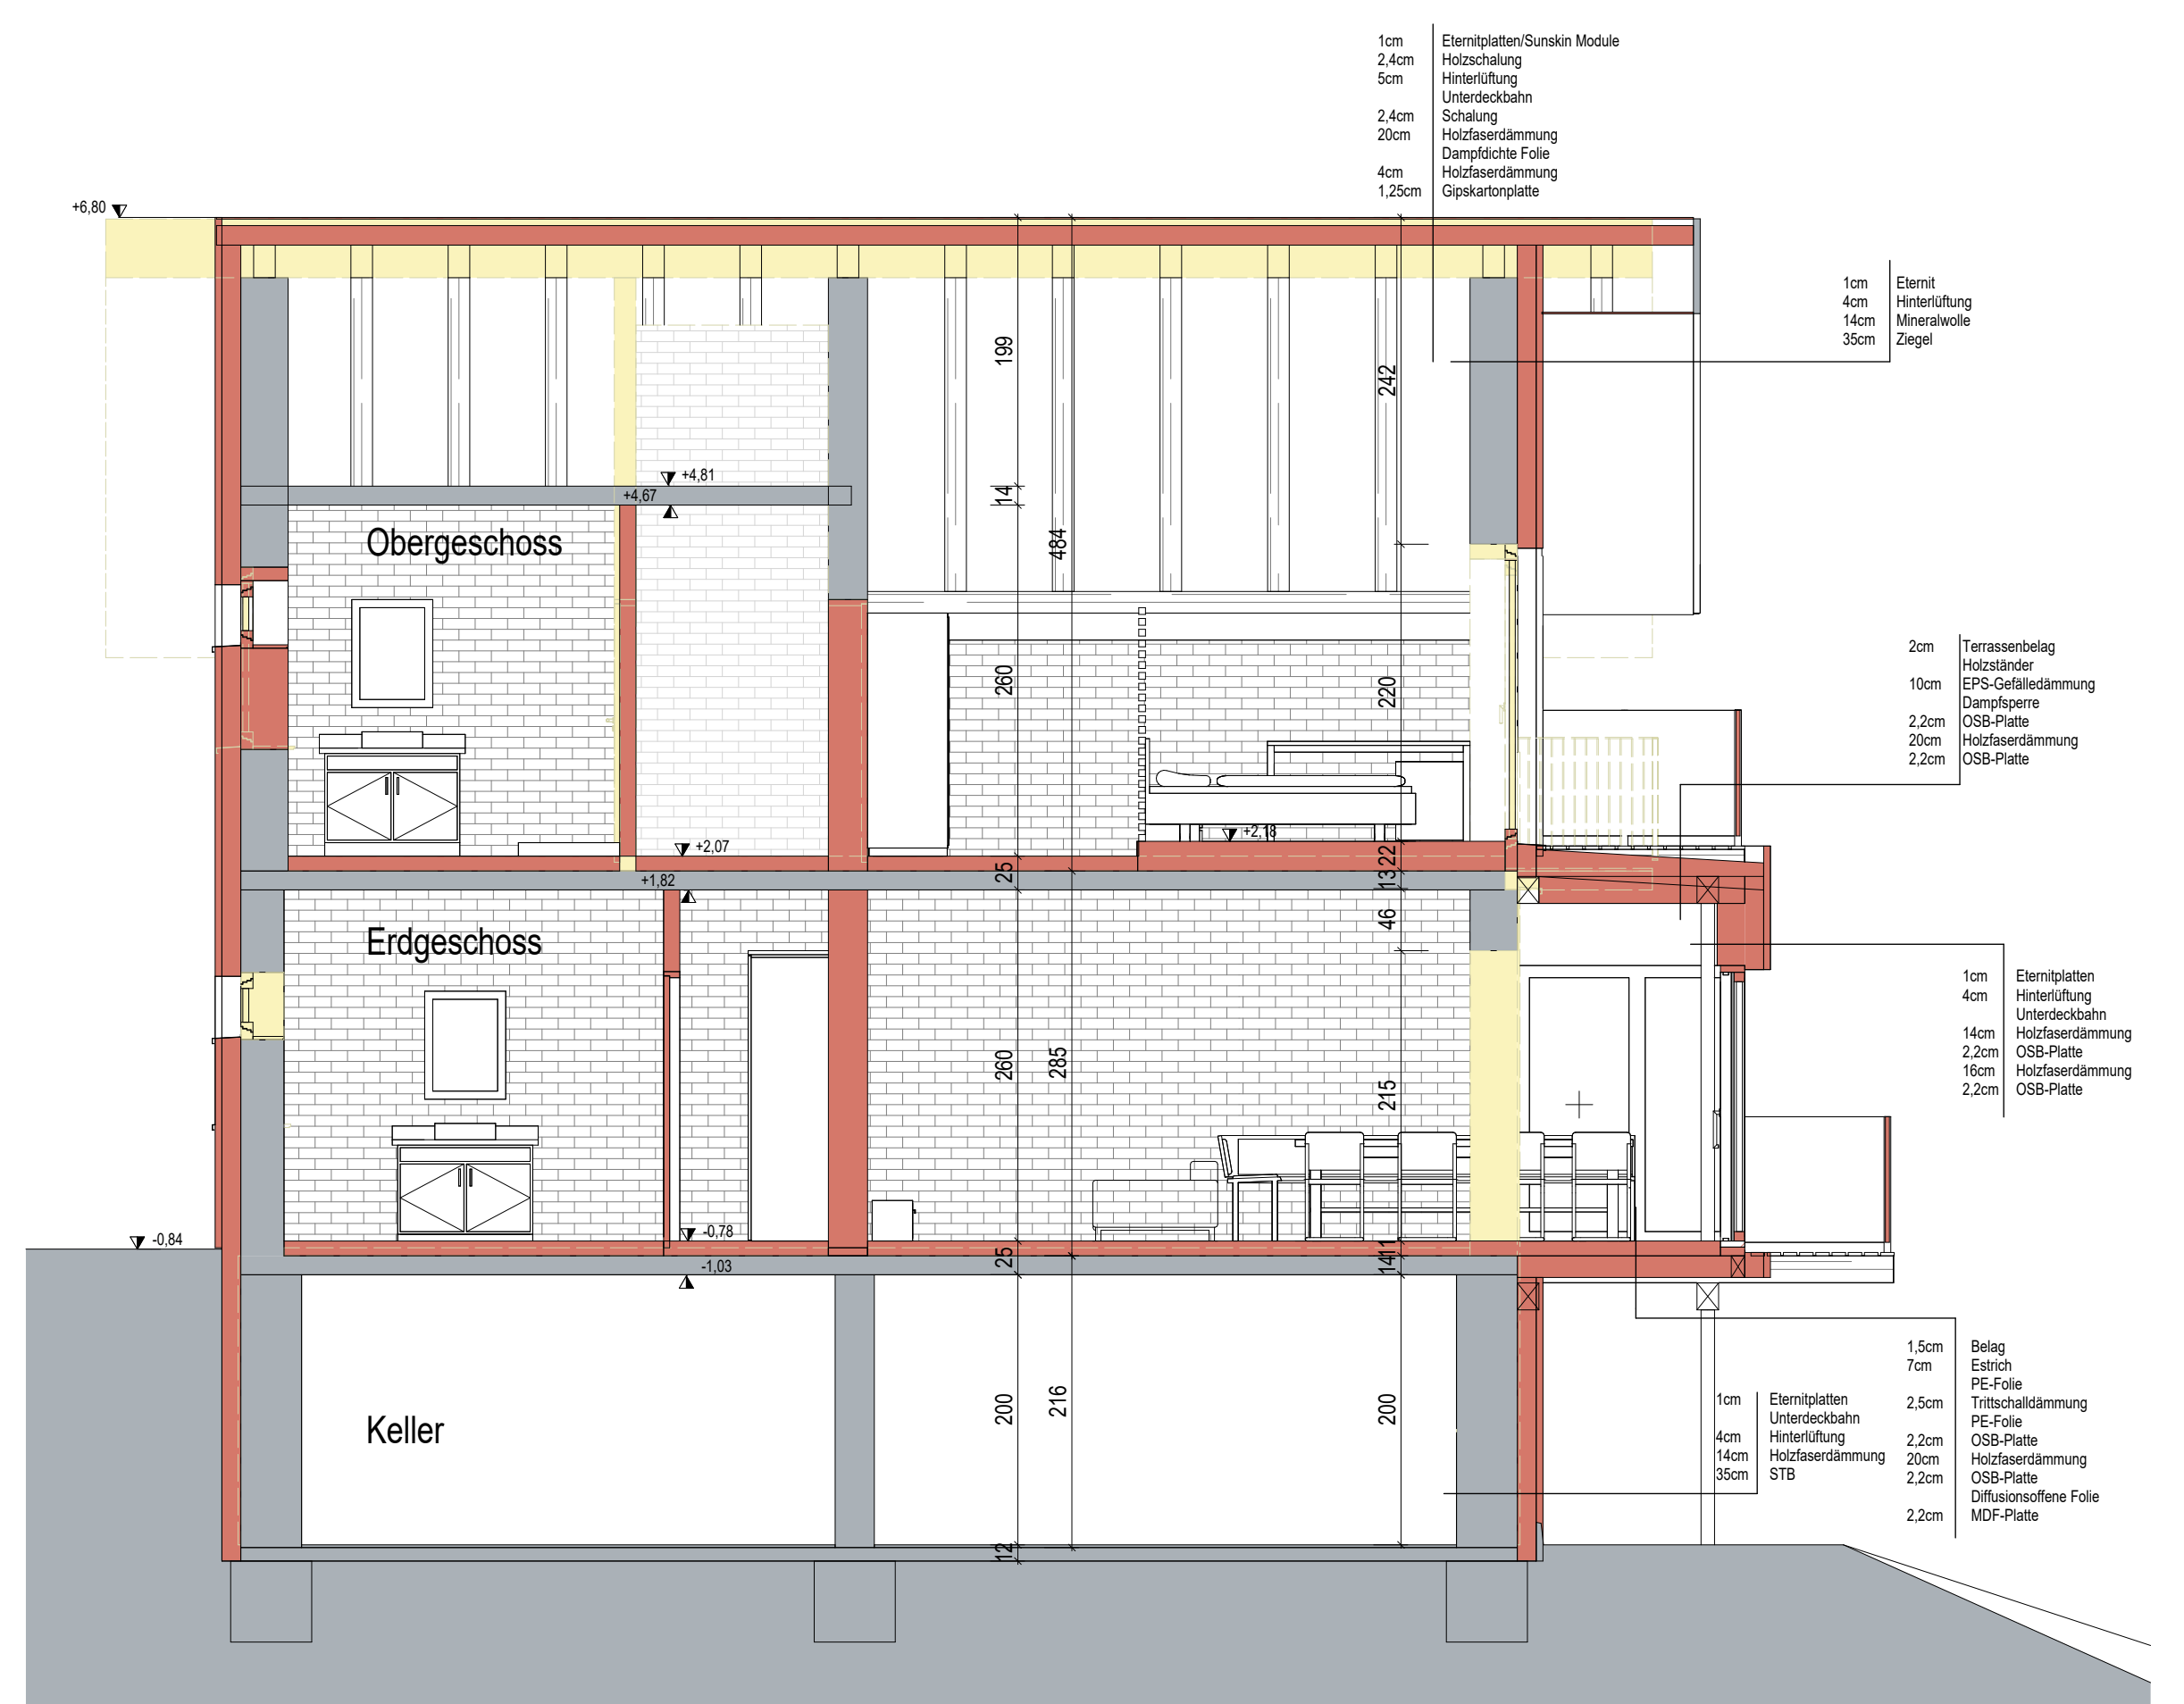 1cm Eternitplatten/Sunskin Module
2,4cm Holzschalung
5cm Hinterlüftung
Unterdeckbahn
2,4cm Schalung
20cm Holzfaserdämmung
Dampfdichte Folie
4cm Holzfaserdämmung
1,25cm Gipskartonplatte
+6,80
1cm Eternit
4cm Hinterlüftung
14cm Mineralwolle
35cm Ziegel
199
242
+4,81
+4,67
14
Obergeschoss
484
2cm Terrassenbelag
Holzständer
10cm EPS-Gefälledämmung
Dampfsperre
2,2cm OSB-Platte
20cm Holzfaserdämmung
2,2cm OSB-Platte
260
220
+2,18
+2,07
25
22
13
+1,82
46
Erdgeschoss
1cm Eternitplatten
4cm Hinterlüftung
Unterdeckbahn
14cm Holzfaserdämmung
2,2cm OSB-Platte
16cm Holzfaserdämmung
2,2cm OSB-Platte
260
285
215
-0,84
-0,78
25
11
14
-1,03
200
216
200
Keller
1,5cm Belag
7cm Estrich
PE-Folie
2,5cm Trittschalldämmung
PE-Folie
2,2cm OSB-Platte
20cm Holzfaserdämmung
2,2cm OSB-Platte
Diffusionsoffene Folie
2,2cm MDF-Platte
1cm Eternitplatten
Unterdeckbahn
4cm Hinterlüftung
14cm Holzfaserdämmung
35cm STB
12